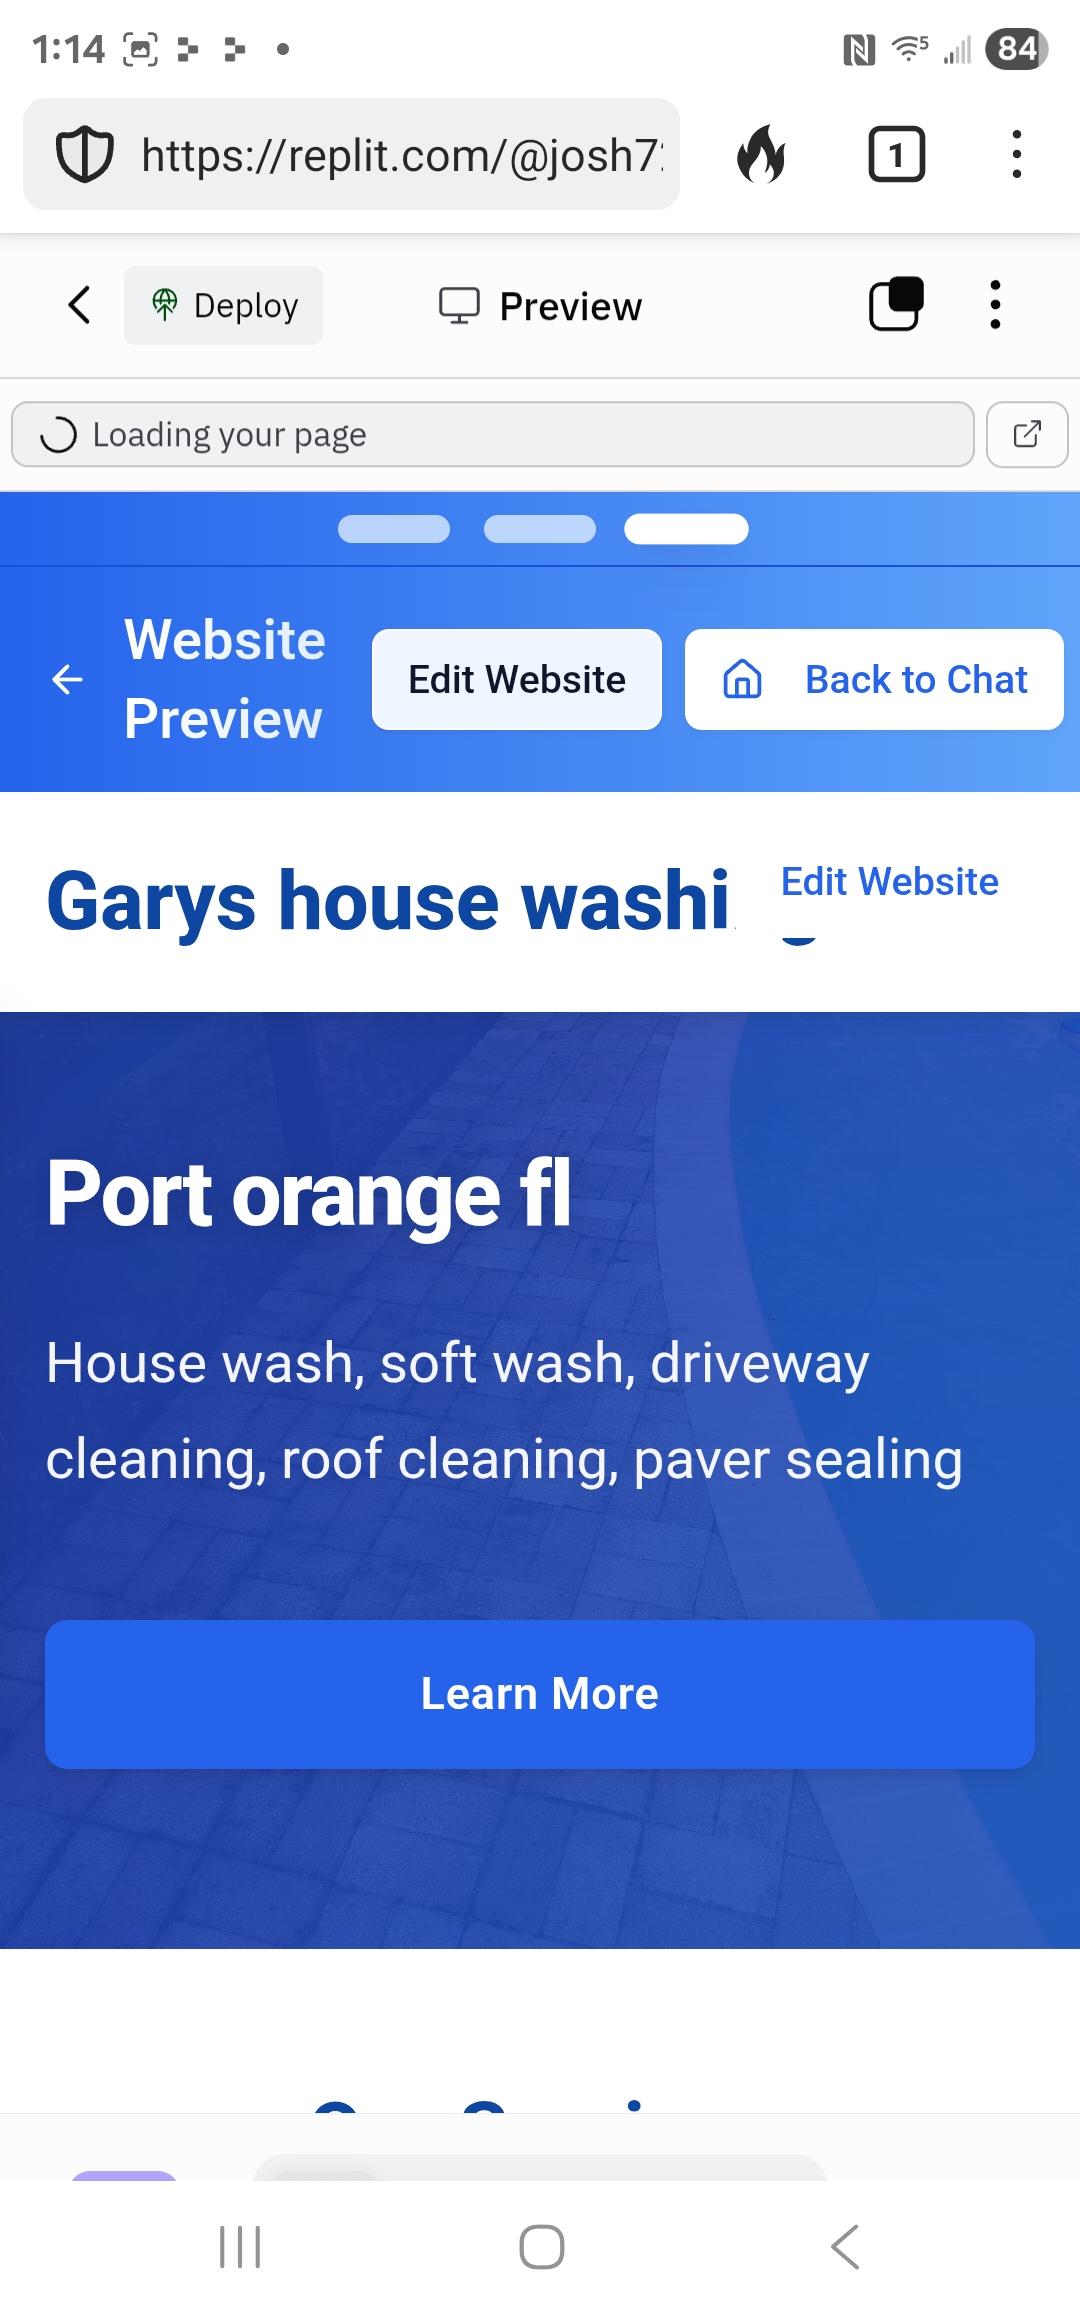 1:14
5
84
https://replit.com/@josh7
1
Deploy
Preview
Loading your page
Website
Preview
Edit Website
Back to Chat
Garys house washi
Edit Website
Port orange fl
House wash, soft wash, driveway
cleaning, roof cleaning, paver sealing
Learn More